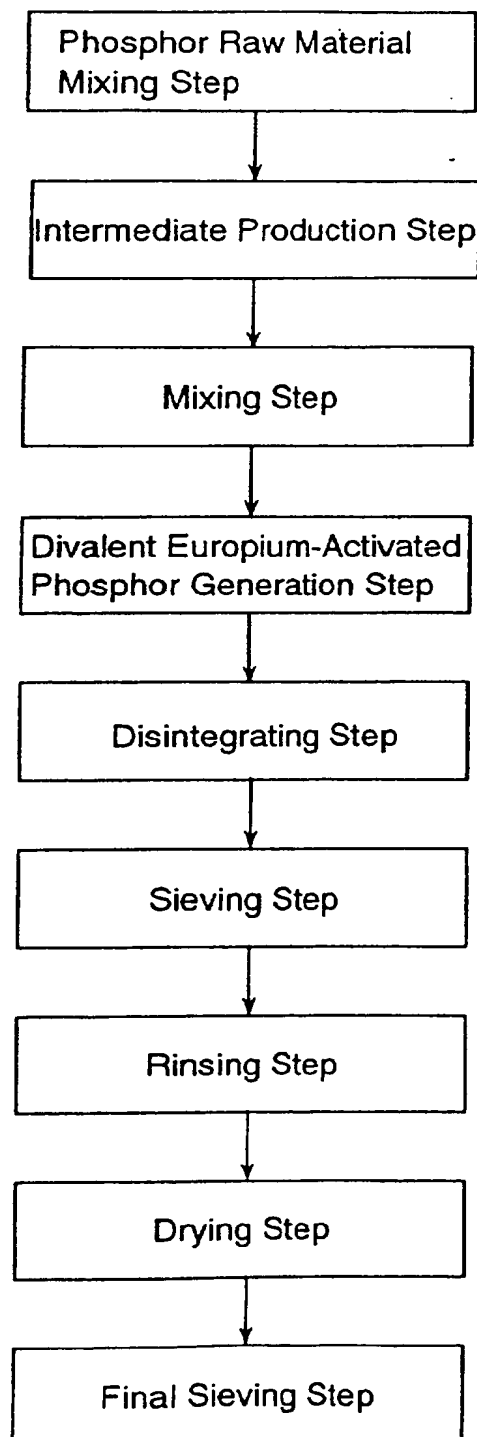 Phosphor Raw Material
Mixing Step
Intermediate Production Step
Mixing Step
Divalent Europium-Activated
Phosphor Generation Step
Disintegrating Step
Sieving Step
Rinsing Step
Drying Step
Final Sieving Step